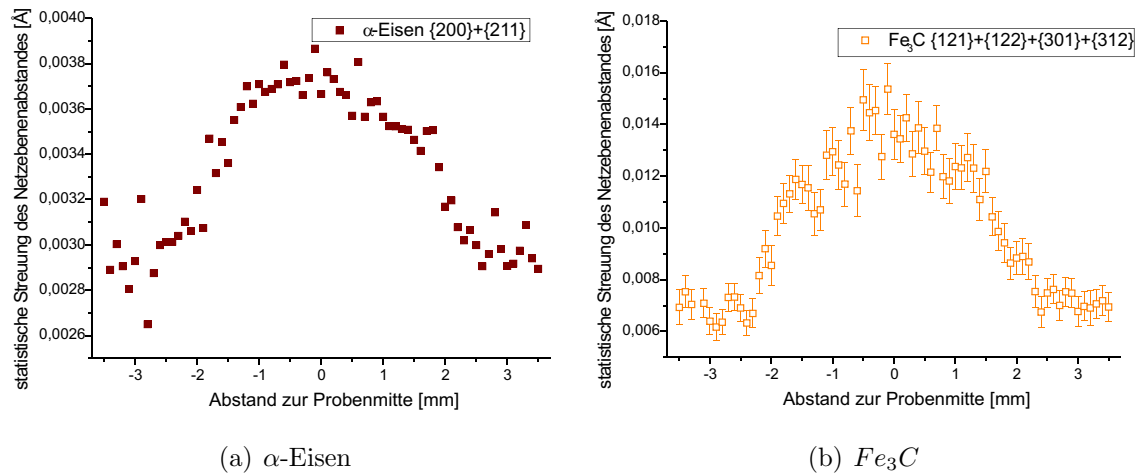 statistische Streuung des Netzebenenabstandes [Å]
0,0040
0,0038
0,0036
0,0034
0,0032
0,0030
0,0028
0,0026
α-Eisen {200}+{211}
-3 -2 -1 0 1 2 3
Abstand zur Probenmitte [mm]
(a) α-Eisen
statistische Streuung des Netzebenenabstandes [Å]
0,018
0,016
0,014
0,012
0,010
0,008
0,006
Fe3C {121}+{122}+{301}+{312}
-3 -2 -1 0 1 2 3
Abstand zur Probenmitte [mm]
(b) Fe3C